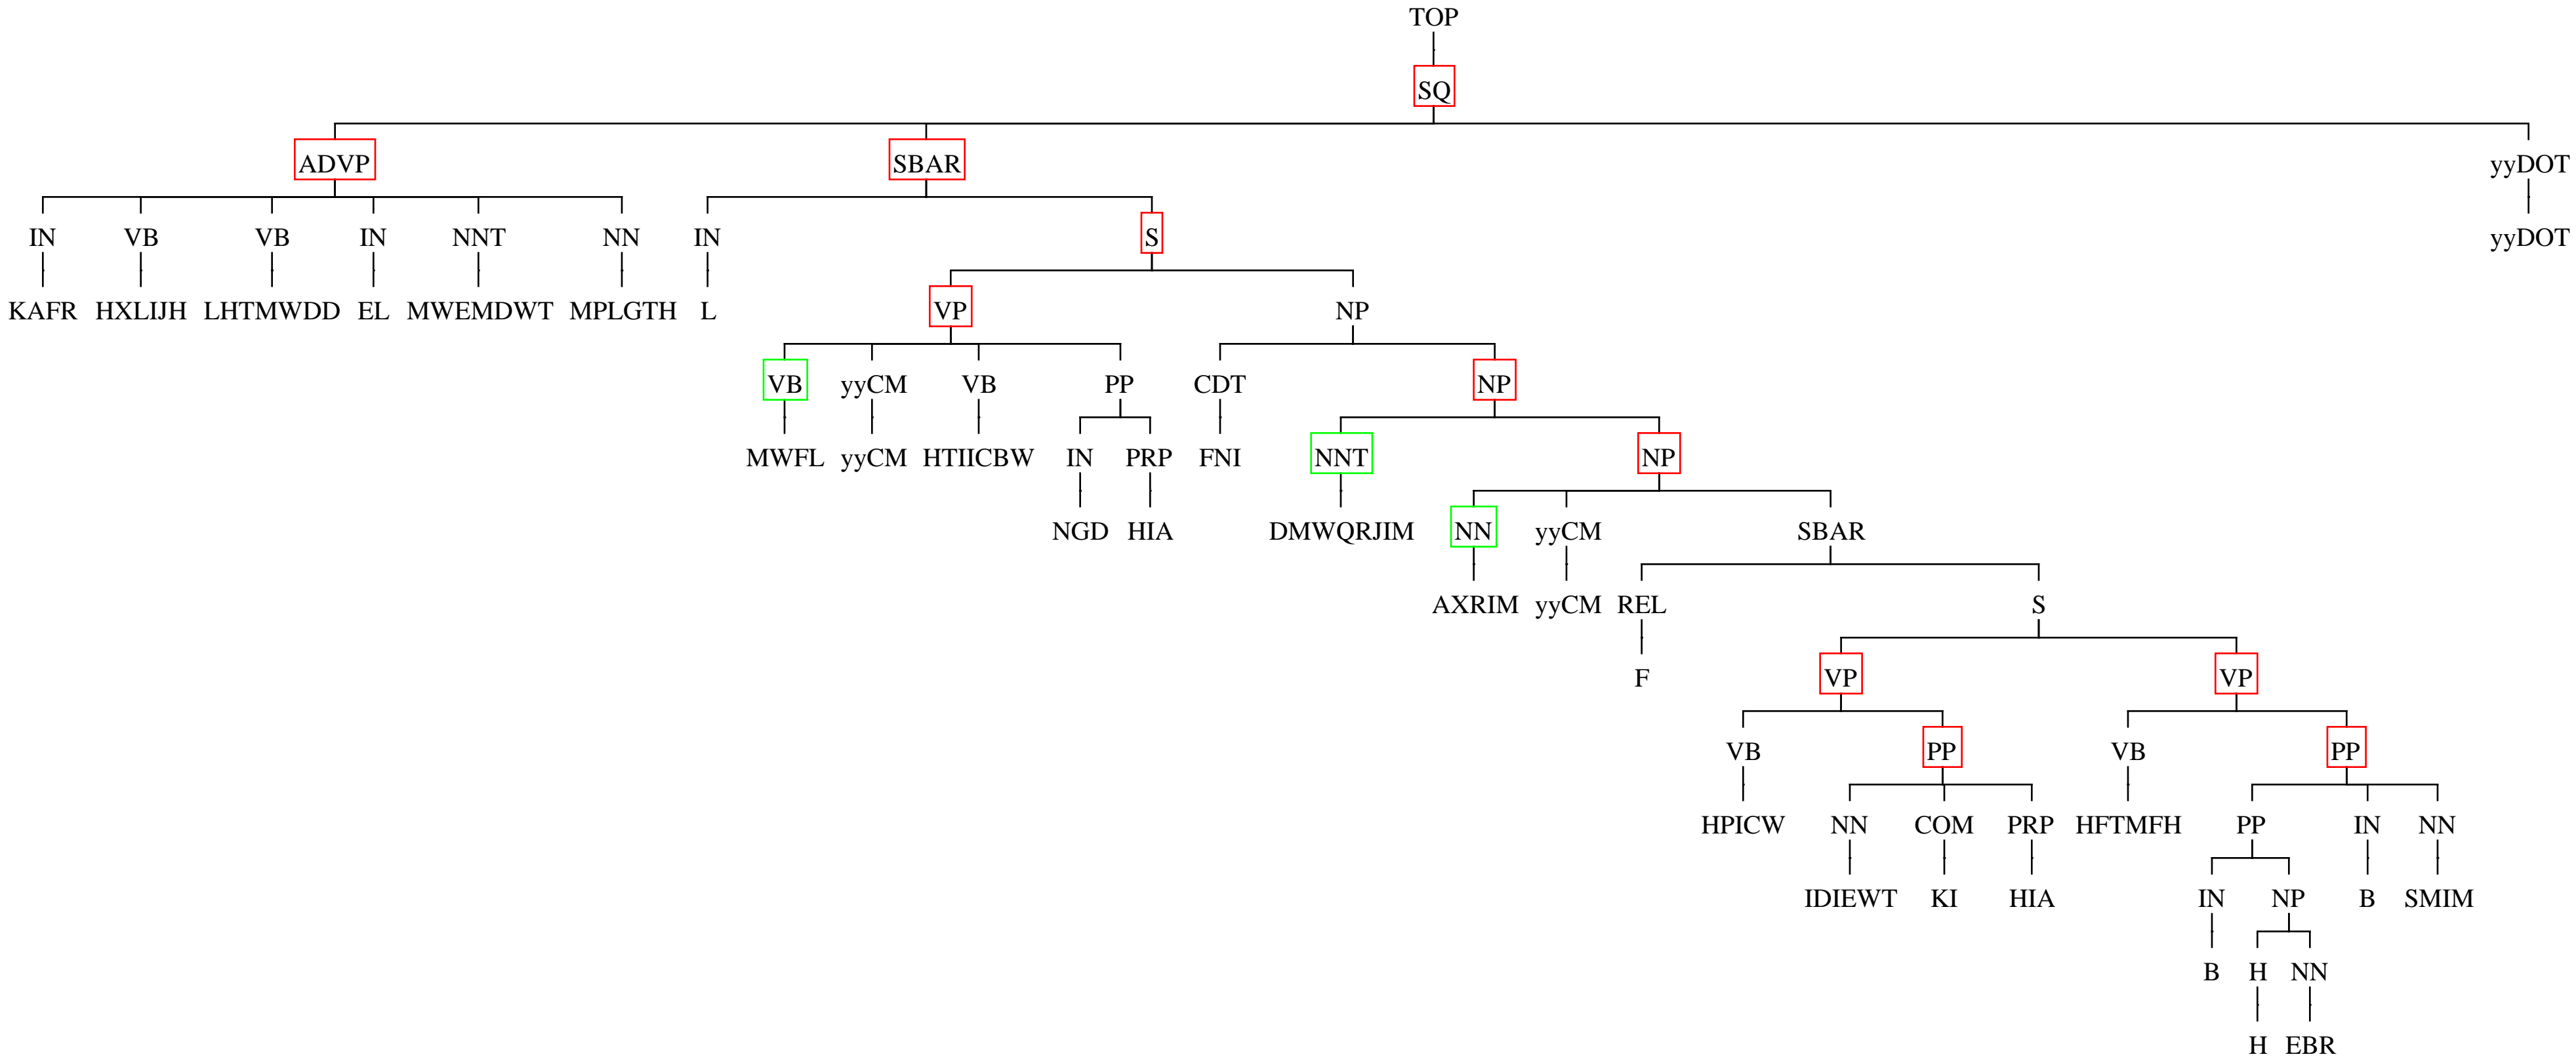 TOP
SQ
ADVP SBAR yyDOT
IN VB VB IN NNT NN IN S yyDOT
KAFR HXLIJH LHTMWDD EL MWEMDWT MPLGTH L VP NP
VB yyCM VB PP CDT NP
MWFL yyCM HTIICBW IN PRP FNI NNT NP
NGD HIA DMWQRJIM NN yyCM SBAR
AXRIM yyCM REL S
F VP VP
VB PP VB PP
HPICW NN COM PRP HFTMFH PP IN NN
IDIEWT KI HIA IN NP B SMIM
B H NN
H EBR